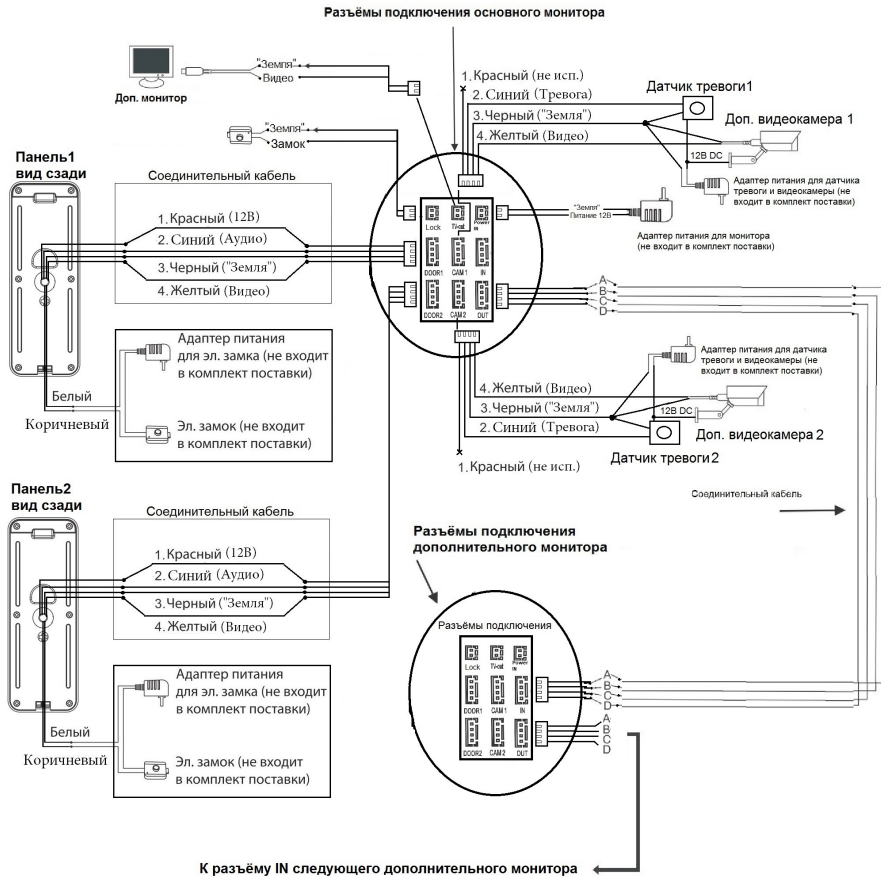 Разъёмы подключения основного монитора
"Земля"
Видео
Доп. монитор
"Земля"
Замок
1.Красный (не исп.)
2. Синий (Тревога)
3.Черный ("Земля")
4. Желтый (Видео)
Датчик тревоги1
Доп. видеокамера 1
12В DC
Адаптер питания для датчика
тревоги и видеокамеры (не
входит в комплект поставки)
"Земля"
Питание 12В
Адаптер питания для монитора
(не входит в комплект поставки)
Панель1
вид сзади
Соединительный кабель
1.Красный (12В)
2. Синий (Аудио)
3.Черный ("Земля")
4.Желтый (Видео)
Lock
TV-out
Power
IN
DOOR1
CAM 1
IN
DOOR2
CAM 2
OUT
A
B
C
D
Адаптер питания
для эл. замка (не входит
в комплект поставки)
Белый
Коричневый
Эл. замок (не входит
в комплект поставки)
Адаптер питания для датчика
тревоги и видеокамеры (не
входит в комплект поставки)
4. Желтый (Видео)
3. Черный ("Земля")
2. Синий (Тревога)
1.Красный (не исп.)
12В DC
Доп. видеокамера 2
Датчик тревоги2
Соединительный кабель
Панель2
вид сзади
Соединительный кабель
1.Красный (12В)
2. Синий (Аудио)
3.Черный ("Земля")
4.Желтый (Видео)
Адаптер питания
для эл. замка (не входит
в комплект поставки)
Белый
Коричневый
Эл. замок (не входит
в комплект поставки)
Разъёмы подключения
дополнительного монитора
Разъёмы подключения
Lock
TV-out
Power
IN
DOOR1
CAM 1
IN
DOOR2
CAM 2
OUT
A
B
C
D
A
B
C
D
К разъёму IN следующего дополнительного монитора